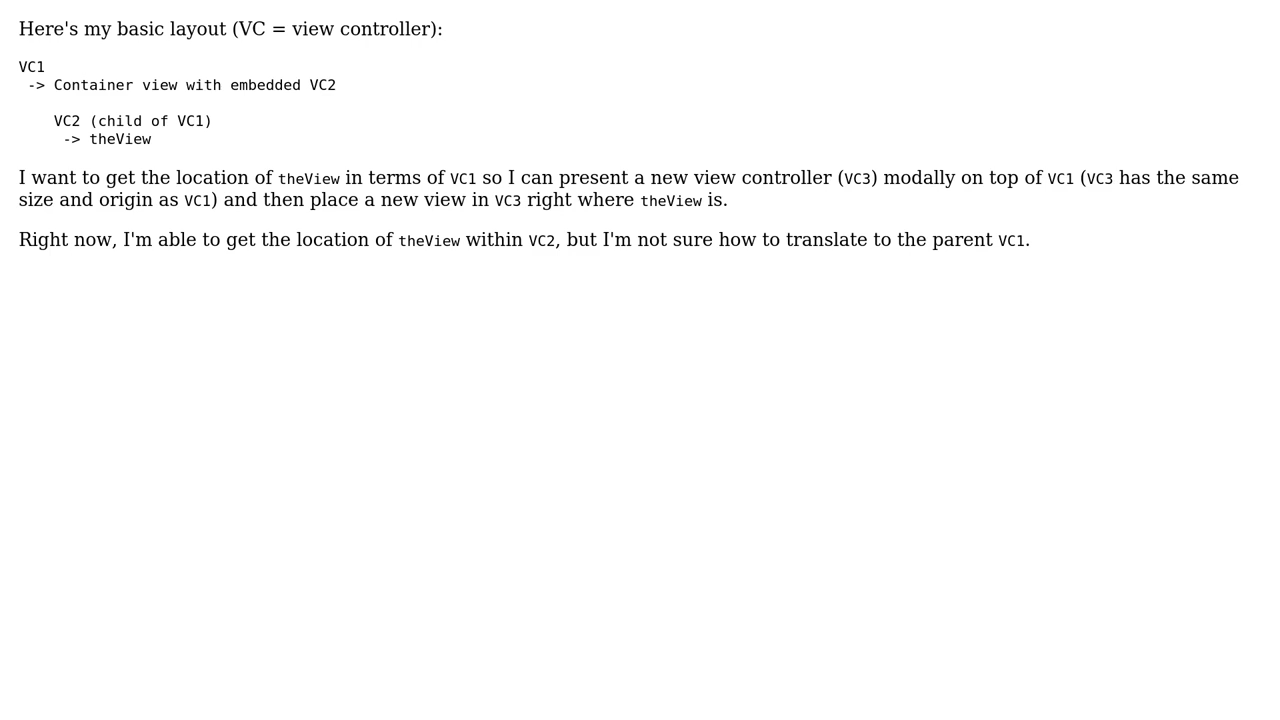 Here's my basic layout (VC = view controller):
VC1
 -> Container view with embedded VC2
    VC2 (child of VC1)
     -> theView
I want to get the location of theView in terms of VC1 so I can present a new view controller (VC3) modally on top of VC1 (VC3 has the same
size and origin as VC1) and then place a new view in VC3 right where theView is.
Right now, I'm able to get the location of theView within VC2, but I'm not sure how to translate to the parent VC1.